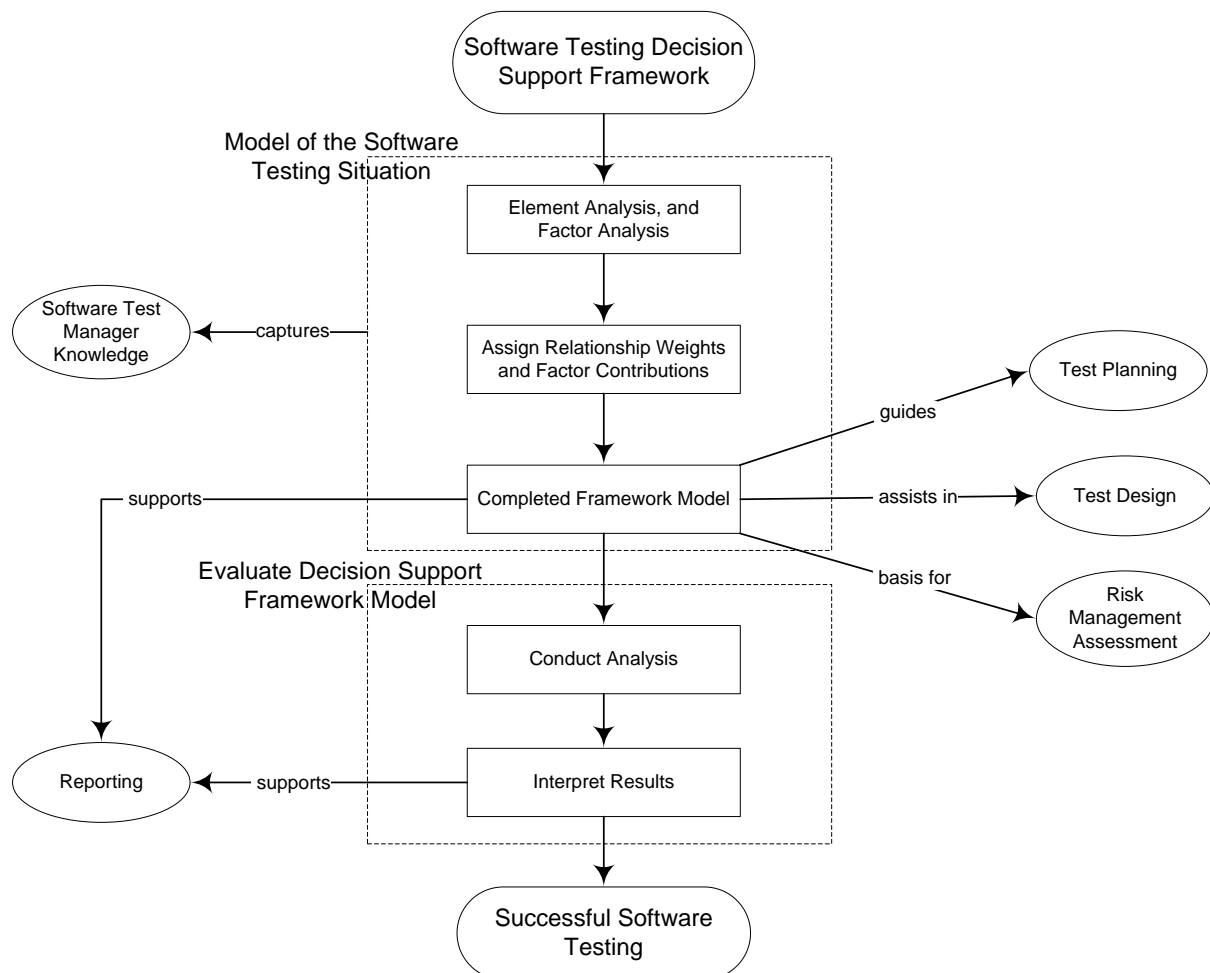 Software Testing Decision
Support Framework
Model of the Software
Testing Situation
Element Analysis, and
Factor Analysis
Software Test
Manager
Knowledge
captures
Assign Relationship Weights
and Factor Contributions
Test Planning
guides
supports
Completed Framework Model
assists in
Test Design
Evaluate Decision Support
Framework Model
basis for
Risk
Management
Assessment
Conduct Analysis
Reporting
supports
Interpret Results
Successful Software
Testing